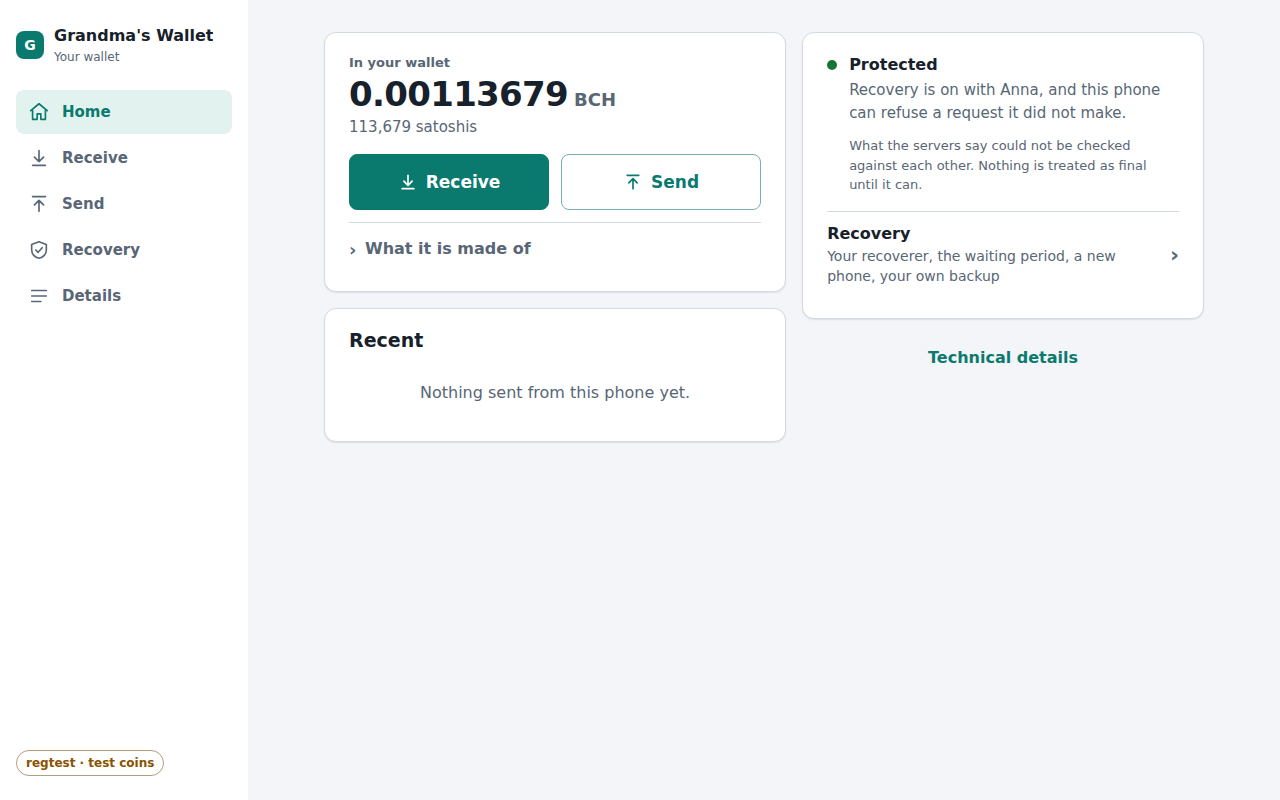 G
Grandma's Wallet
Your wallet
Home
Receive
Send
Recovery
Details
regtest · test coins
In your wallet
0.00113679 BCH
113,679 satoshis
Receive
Send
› What it is made of
Recent
Nothing sent from this phone yet.
Protected
Recovery is on with Anna, and this phone
can refuse a request it did not make.
What the servers say could not be checked
against each other. Nothing is treated as final
until it can.
Recovery
Your recoverer, the waiting period, a new
phone, your own backup
›
Technical details